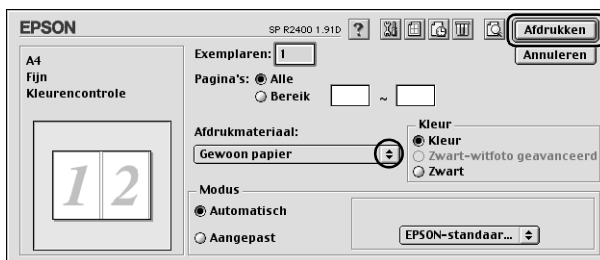 EPSON
SP R2400 1.91D
?
Afdrukken
Annuleren
A4
Fijn
Kleurencontrole
1 2
Exemplaren: 1
Pagina's: Alle
Bereik ~
Afdrukmateriaal:
Gewoon papier
Kleur
Kleur
Zwart-witfoto geavanceerd
Zwart
Modus
Automatisch
Aangepast
EPSON-standaar...